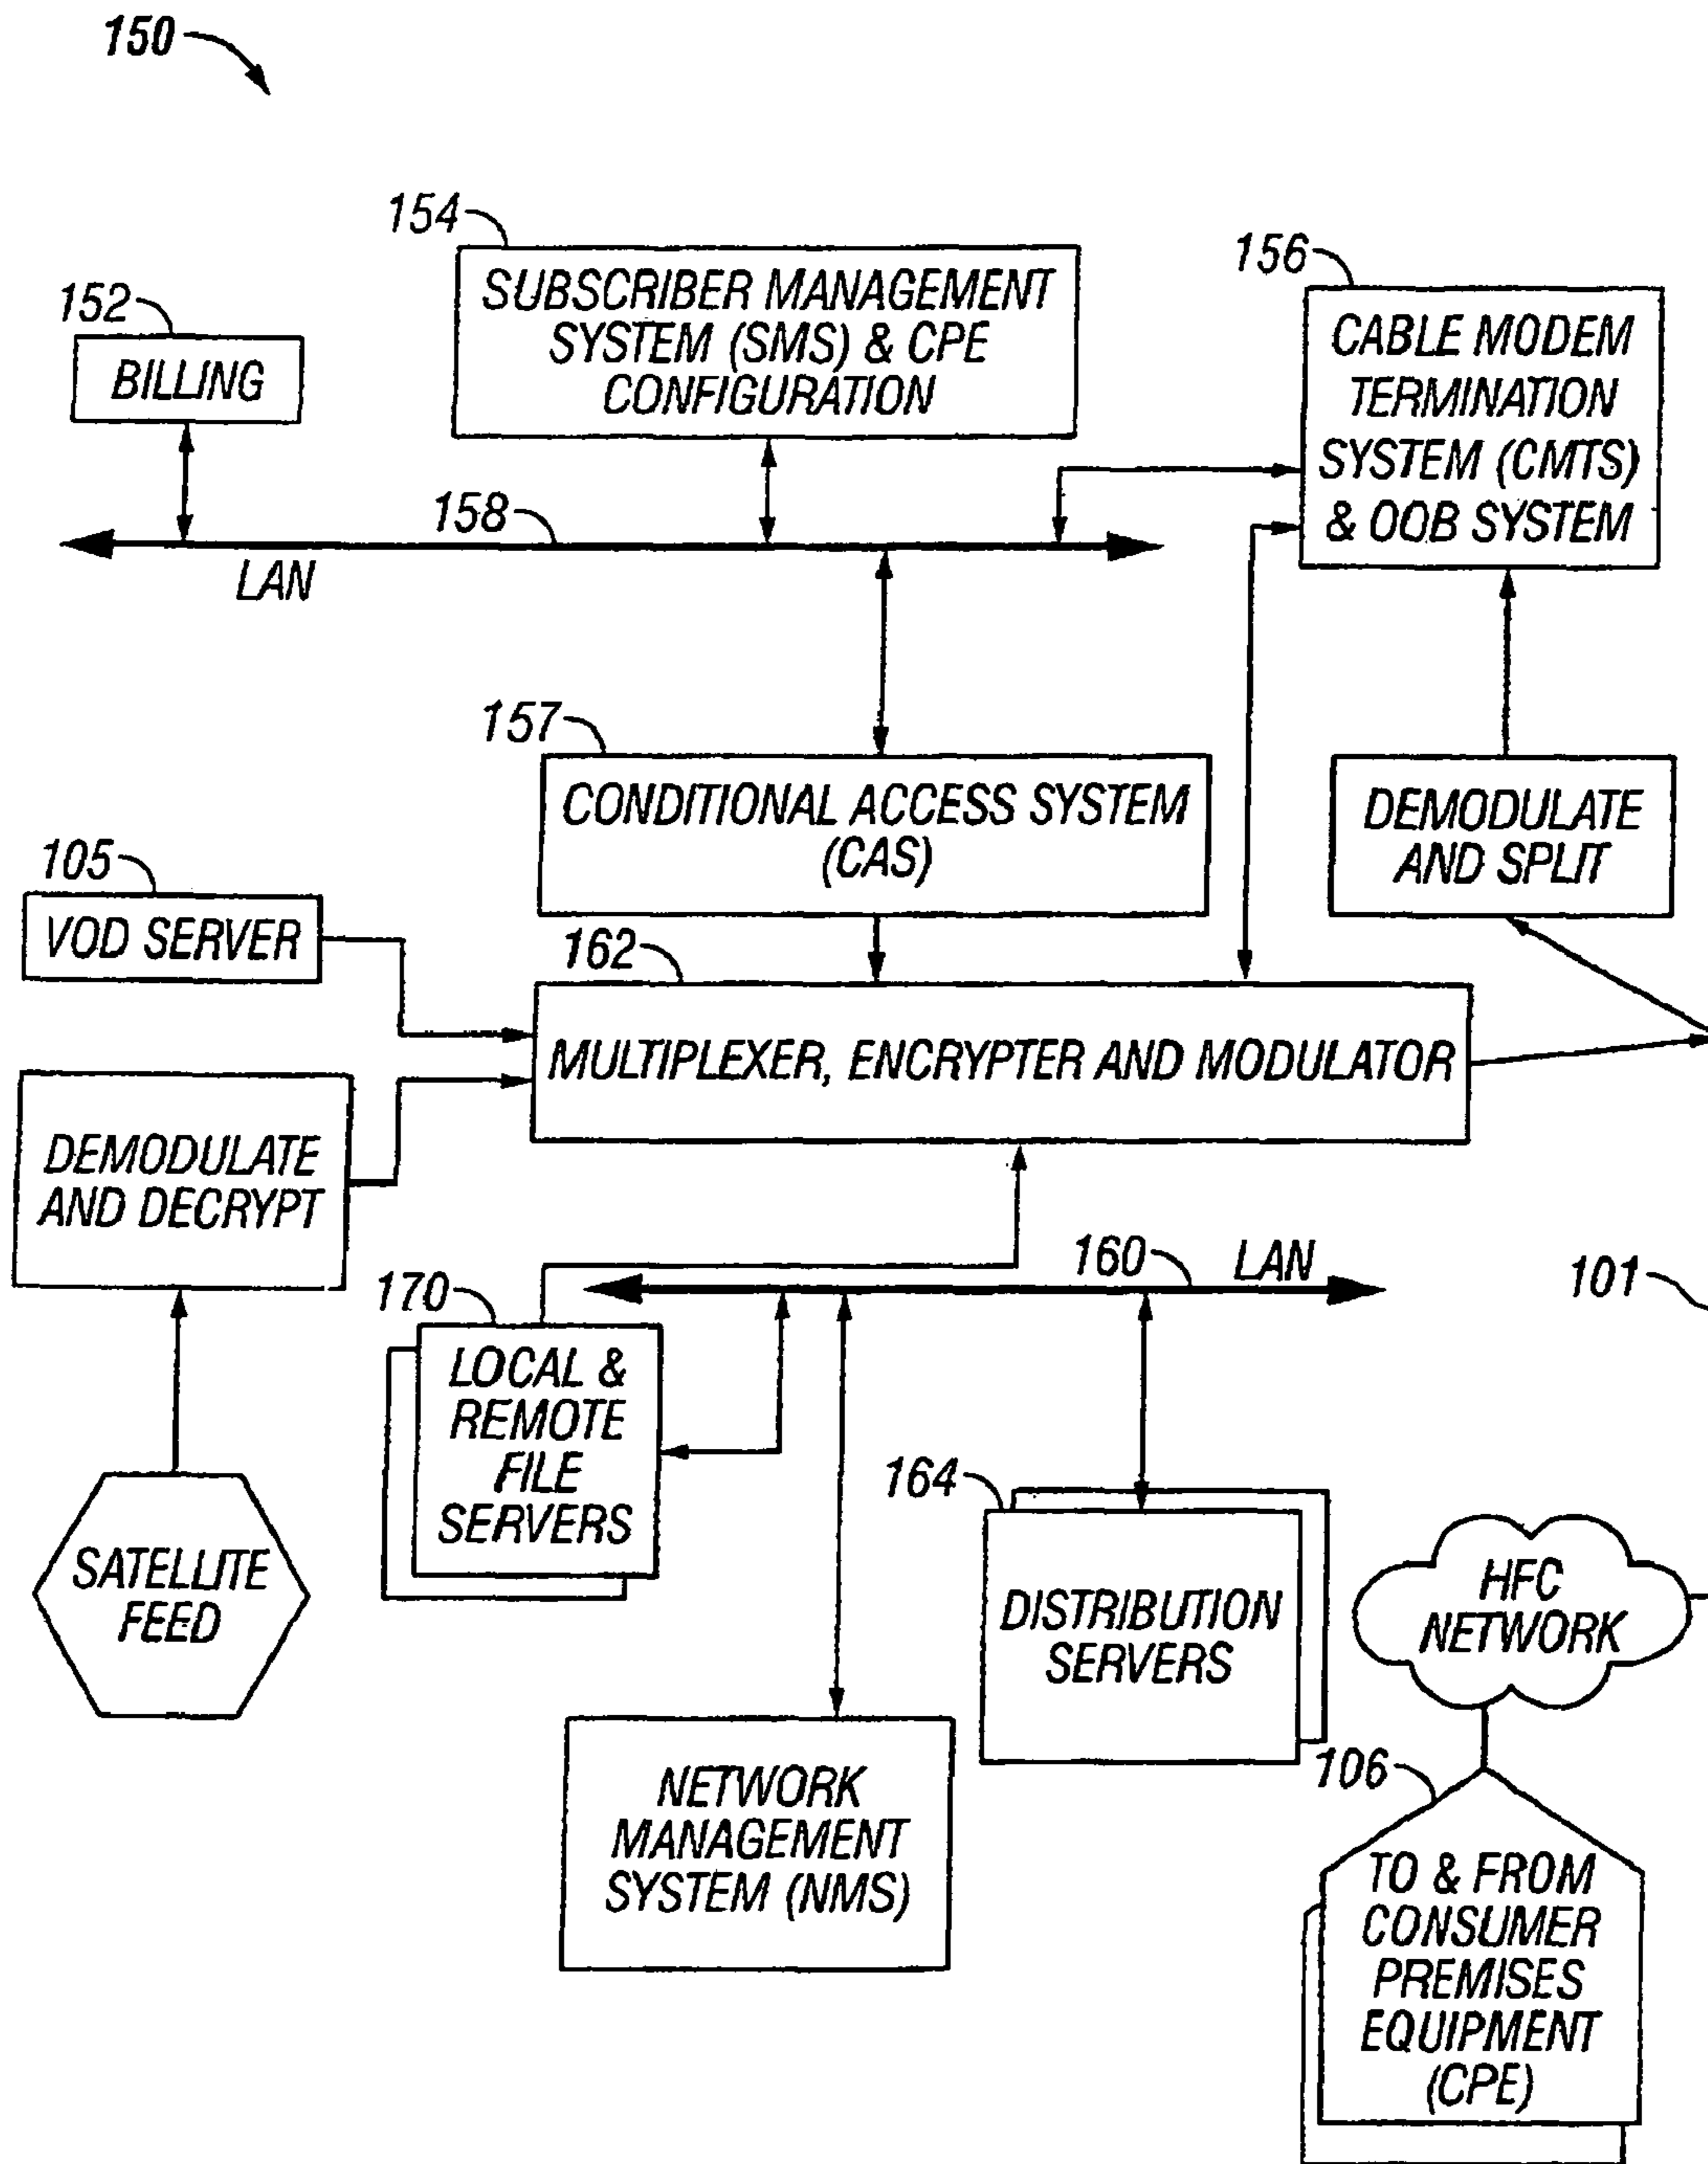 150
154
SUBSCRIBER MANAGEMENT
SYSTEM (SMS) & CPE
CONFIGURATION
156
CABLE MODEM
TERMINATION
SYSTEM (CMTS)
& OOB SYSTEM
152
BILLING
158
LAN
157
CONDITIONAL ACCESS SYSTEM
(CAS)
DEMODULATE
AND SPLIT
105
VOD SERVER
162
MULTIPLEXER, ENCRYPTER AND MODULATOR
DEMODULATE
AND DECRYPT
160
LAN
101
170
LOCAL &
REMOTE
FILE
SERVERS
164
DISTRIBUTION
SERVERS
SATELLITE
FEED
HFC
NETWORK
NETWORK
MANAGEMENT
SYSTEM (NMS)
106
TO & FROM
CONSUMER
PREMISES
EQUIPMENT
(CPE)